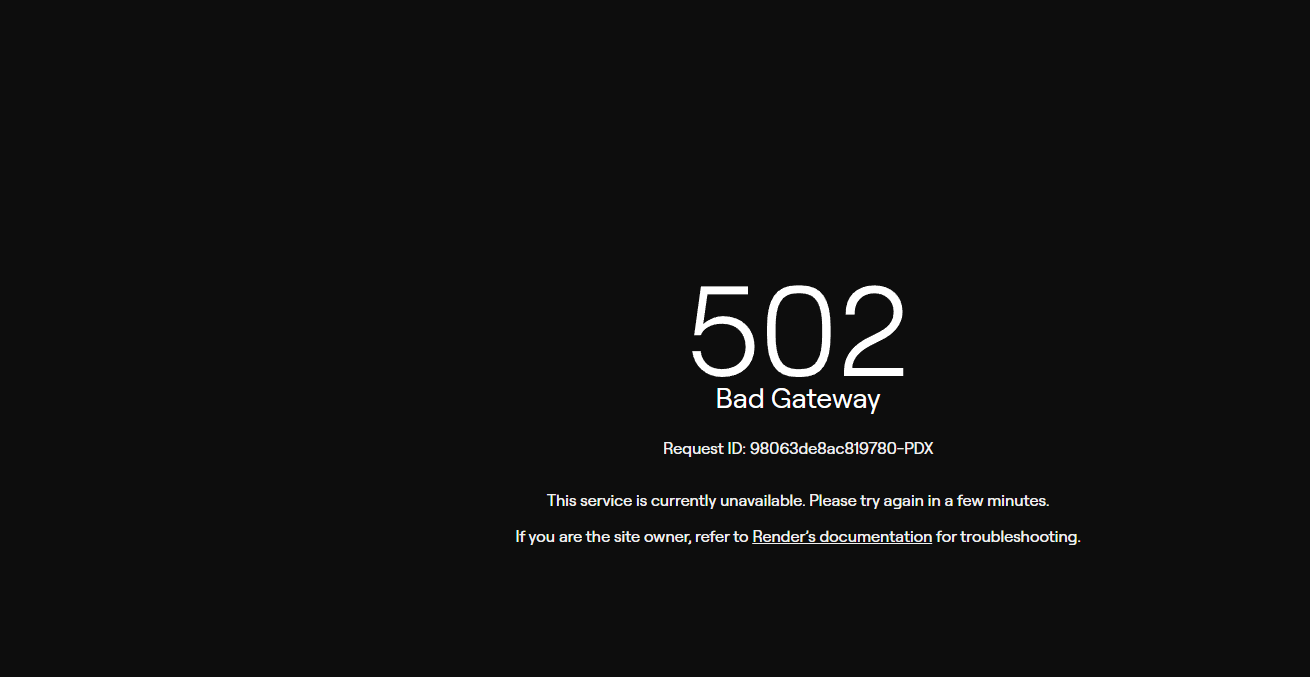 502
Bad Gateway
Request ID: 98063de8ac819780-PDX
This service is currently unavailable. Please try again in a few minutes.
If you are the site owner, refer to Render's documentation for troubleshooting.